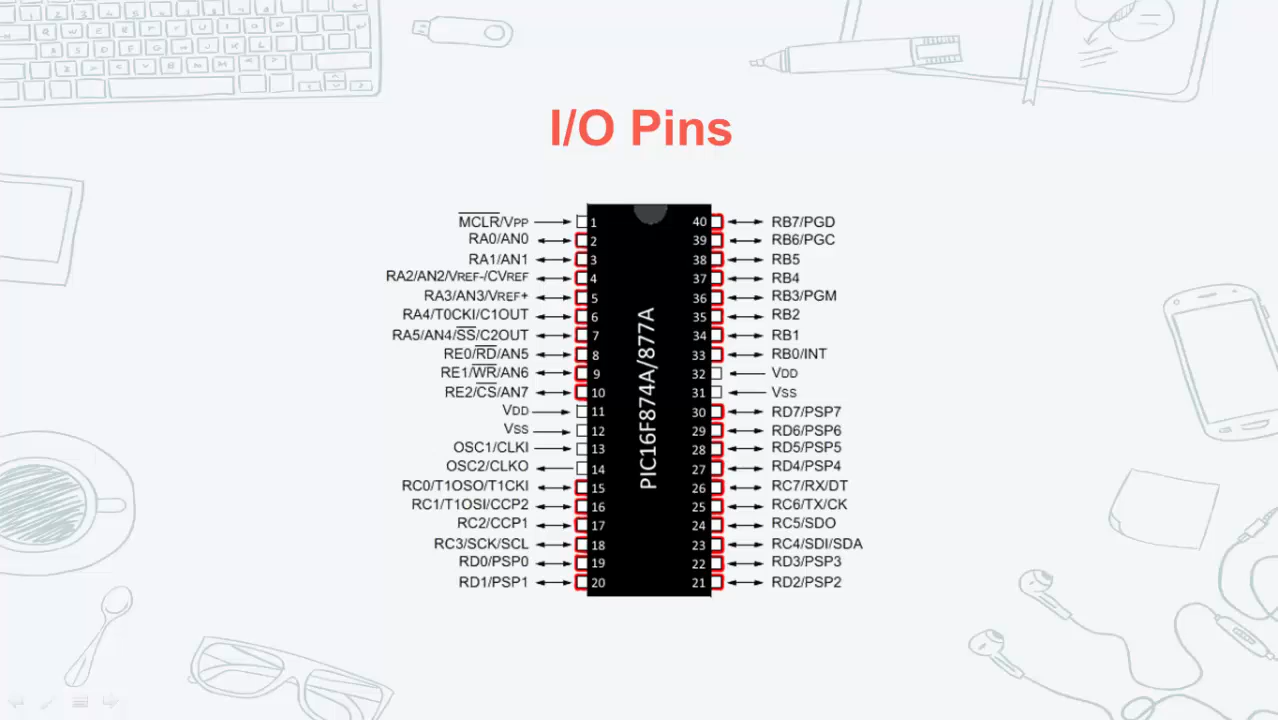 I/O Pins
MCLR/VPP 1
RA0/AN0 2
RA1/AN1 3
RA2/AN2/VREF-/CVREF 4
RA3/AN3/VREF+ 5
RA4/T0CKI/C1OUT 6
RA5/AN4/SS/C2OUT 7
RE0/RD/AN5 8
RE1/WR/AN6 9
RE2/CS/AN7 10
VDD 11
VSS 12
OSC1/CLKI 13
OSC2/CLKO 14
RC0/T1OSO/T1CKI 15
RC1/T1OSI/CCP2 16
RC2/CCP1 17
RC3/SCK/SCL 18
RD0/PSP0 19
RD1/PSP1 20
PIC16F874A/877A
40 RB7/PGD
39 RB6/PGC
38 RB5
37 RB4
36 RB3/PGM
35 RB2
34 RB1
33 RB0/INT
32 VDD
31 VSS
30 RD7/PSP7
29 RD6/PSP6
28 RD5/PSP5
27 RD4/PSP4
26 RC7/RX/DT
25 RC6/TX/CK
24 RC5/SDO
23 RC4/SDI/SDA
22 RD3/PSP3
21 RD2/PSP2